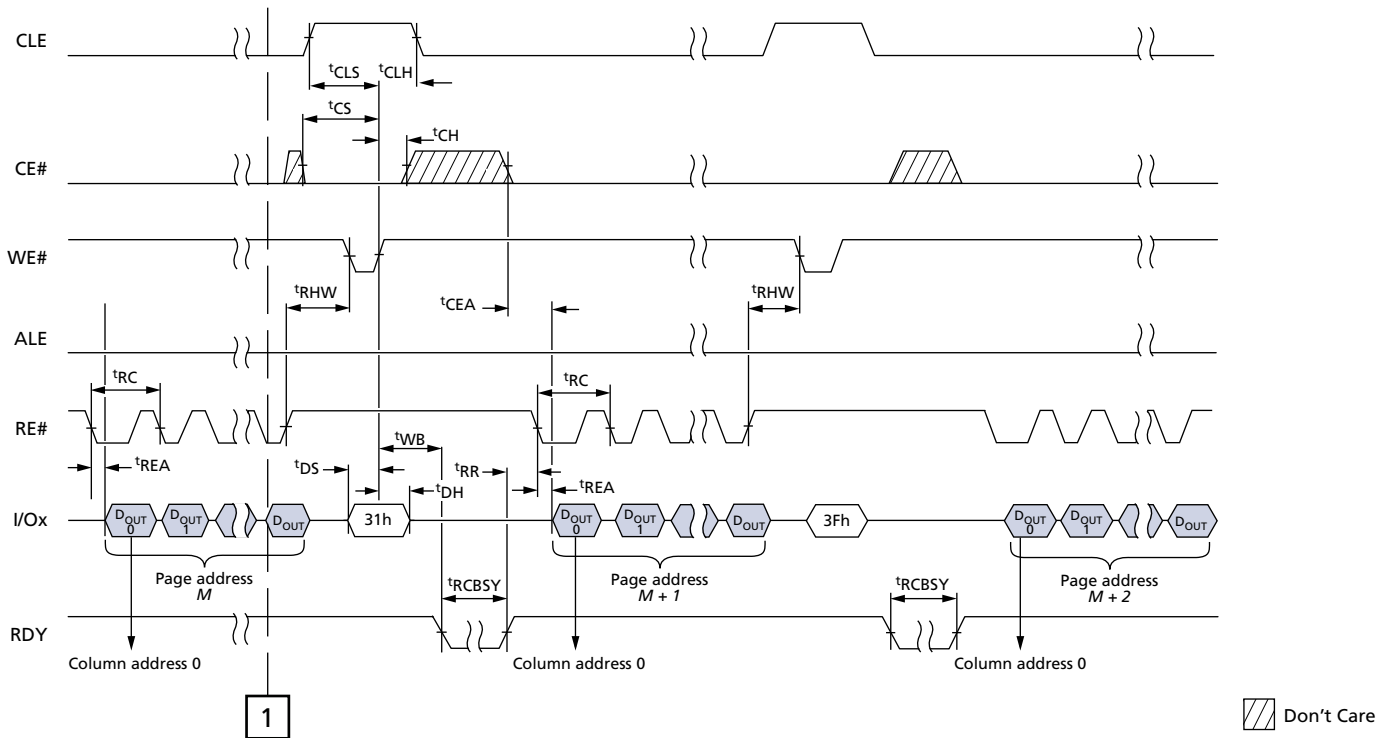 CLE
tCLS
tCLH
tCS
tCH
CE#
WE#
tRHW
tCEA
tRHW
ALE
tRC
tRC
RE#
tWB
tREA
tDS
tRR
tDH
tREA
I/Ox
DOUT 0
DOUT 1
DOUT
31h
DOUT 0
DOUT 1
DOUT
3Fh
DOUT 0
DOUT 1
DOUT
Page address M
tRCBSY
Page address M + 1
tRCBSY
Page address M + 2
RDY
Column address 0
Column address 0
Column address 0
1
Don't Care